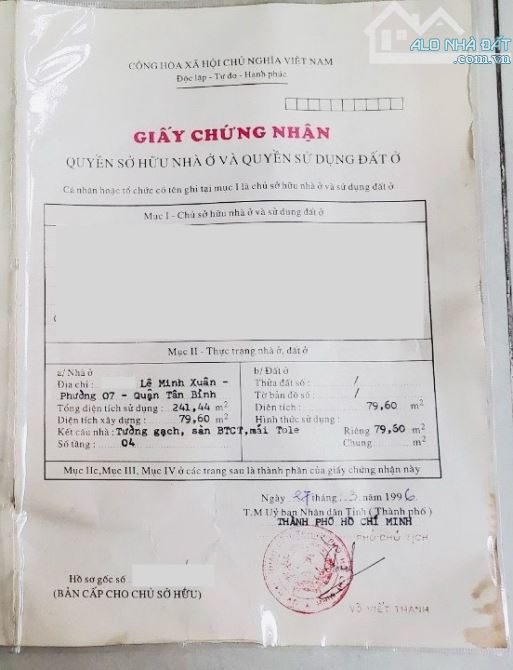 ALO NHÀ ĐẤT
.com.vn
CỘNG HÒA XÃ HỘI CHỦ NGHĨA VIỆT NAM
Độc lập - Tự do - Hạnh phúc
GIẤY CHỨNG NHẬN
QUYỀN SỞ HỮU NHÀ Ở VÀ QUYỀN SỬ DỤNG ĐẤT Ở
Cá nhân hoặc tổ chức có tên ghi tại mục I là chủ sở hữu nhà ở và sử dụng đất ở
Mục I - Chủ sở hữu nhà ở và sử dụng đất ở
Mục II - Thực trạng nhà ở, đất ở
a/ Nhà ở
Địa chỉ : Lê Minh Xuân -
Phường 07 - Quận Tân Bình
Tổng diện tích sử dụng : 241,44 m2
Diện tích xây dựng : 79,60 m2
Kết cấu nhà : Tường gạch, sàn BTCT, mái Tole
Số tầng : 04
b/ Đất ở
Thửa đất số : /
Tờ bản đồ số : /
Diện tích : 79,60 m2
Hình thức sử dụng :
Riêng 79,60 m2
Chung m2
Mục IIc, Mục III, Mục IV ở các trang sau là thành phần của giấy chứng nhận này
Ngày 27 tháng 3 năm 1996
T.M Uỷ ban Nhân dân Tỉnh (Thành phố)
THÀNH PHỐ HỒ CHÍ MINH
PHÓ CHỦ TỊCH
Hồ sơ gốc số
(BẢN CẤP CHO CHỦ SỞ HỮU)
VÕ VIẾT THANH